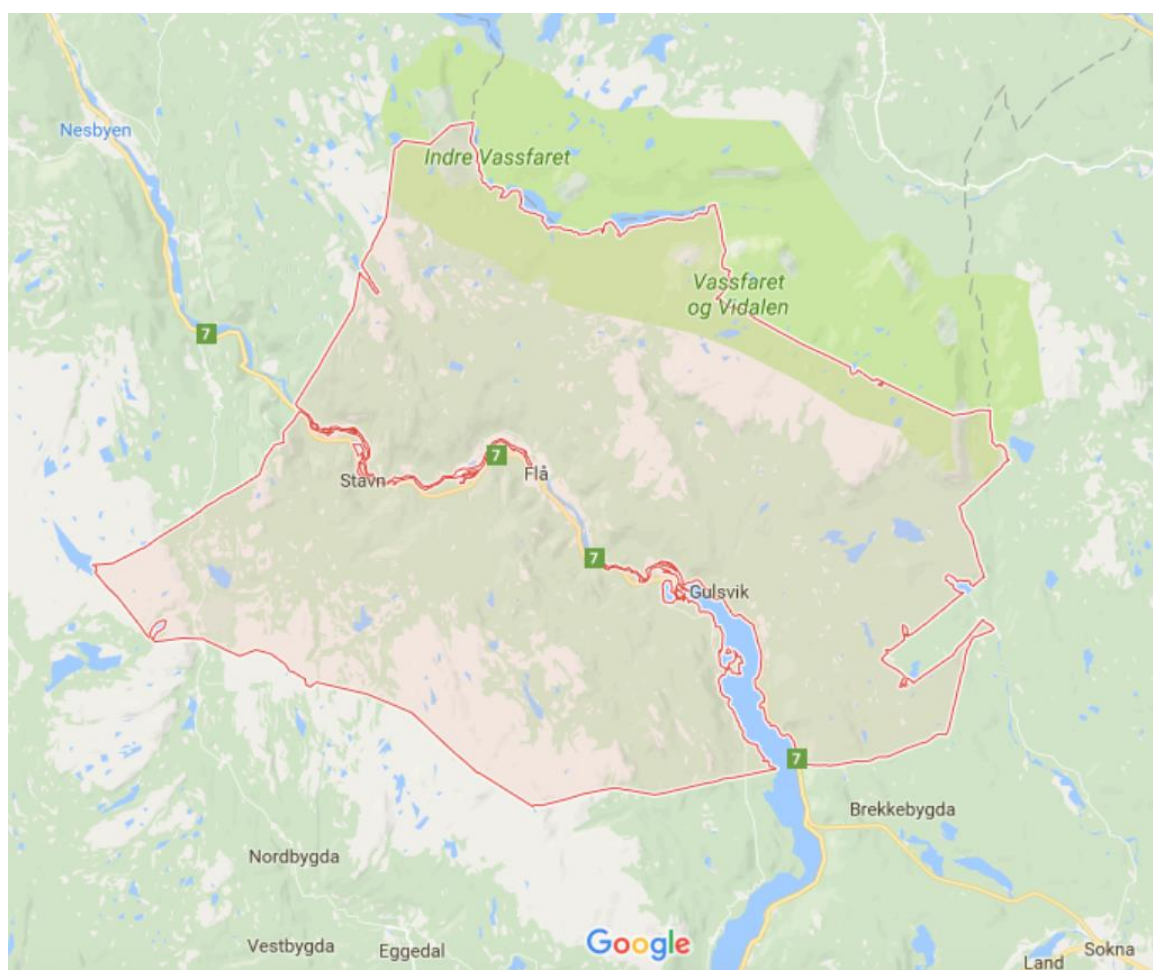 Nesbyen
Indre Vassfaret
Vassfaret
og Vidalen
7
7
Stavn
Flå
7
Gulsvik
7
Brekkebygda
Nordbygda
Vestbygda
Eggedal
Google
Sokna
Land